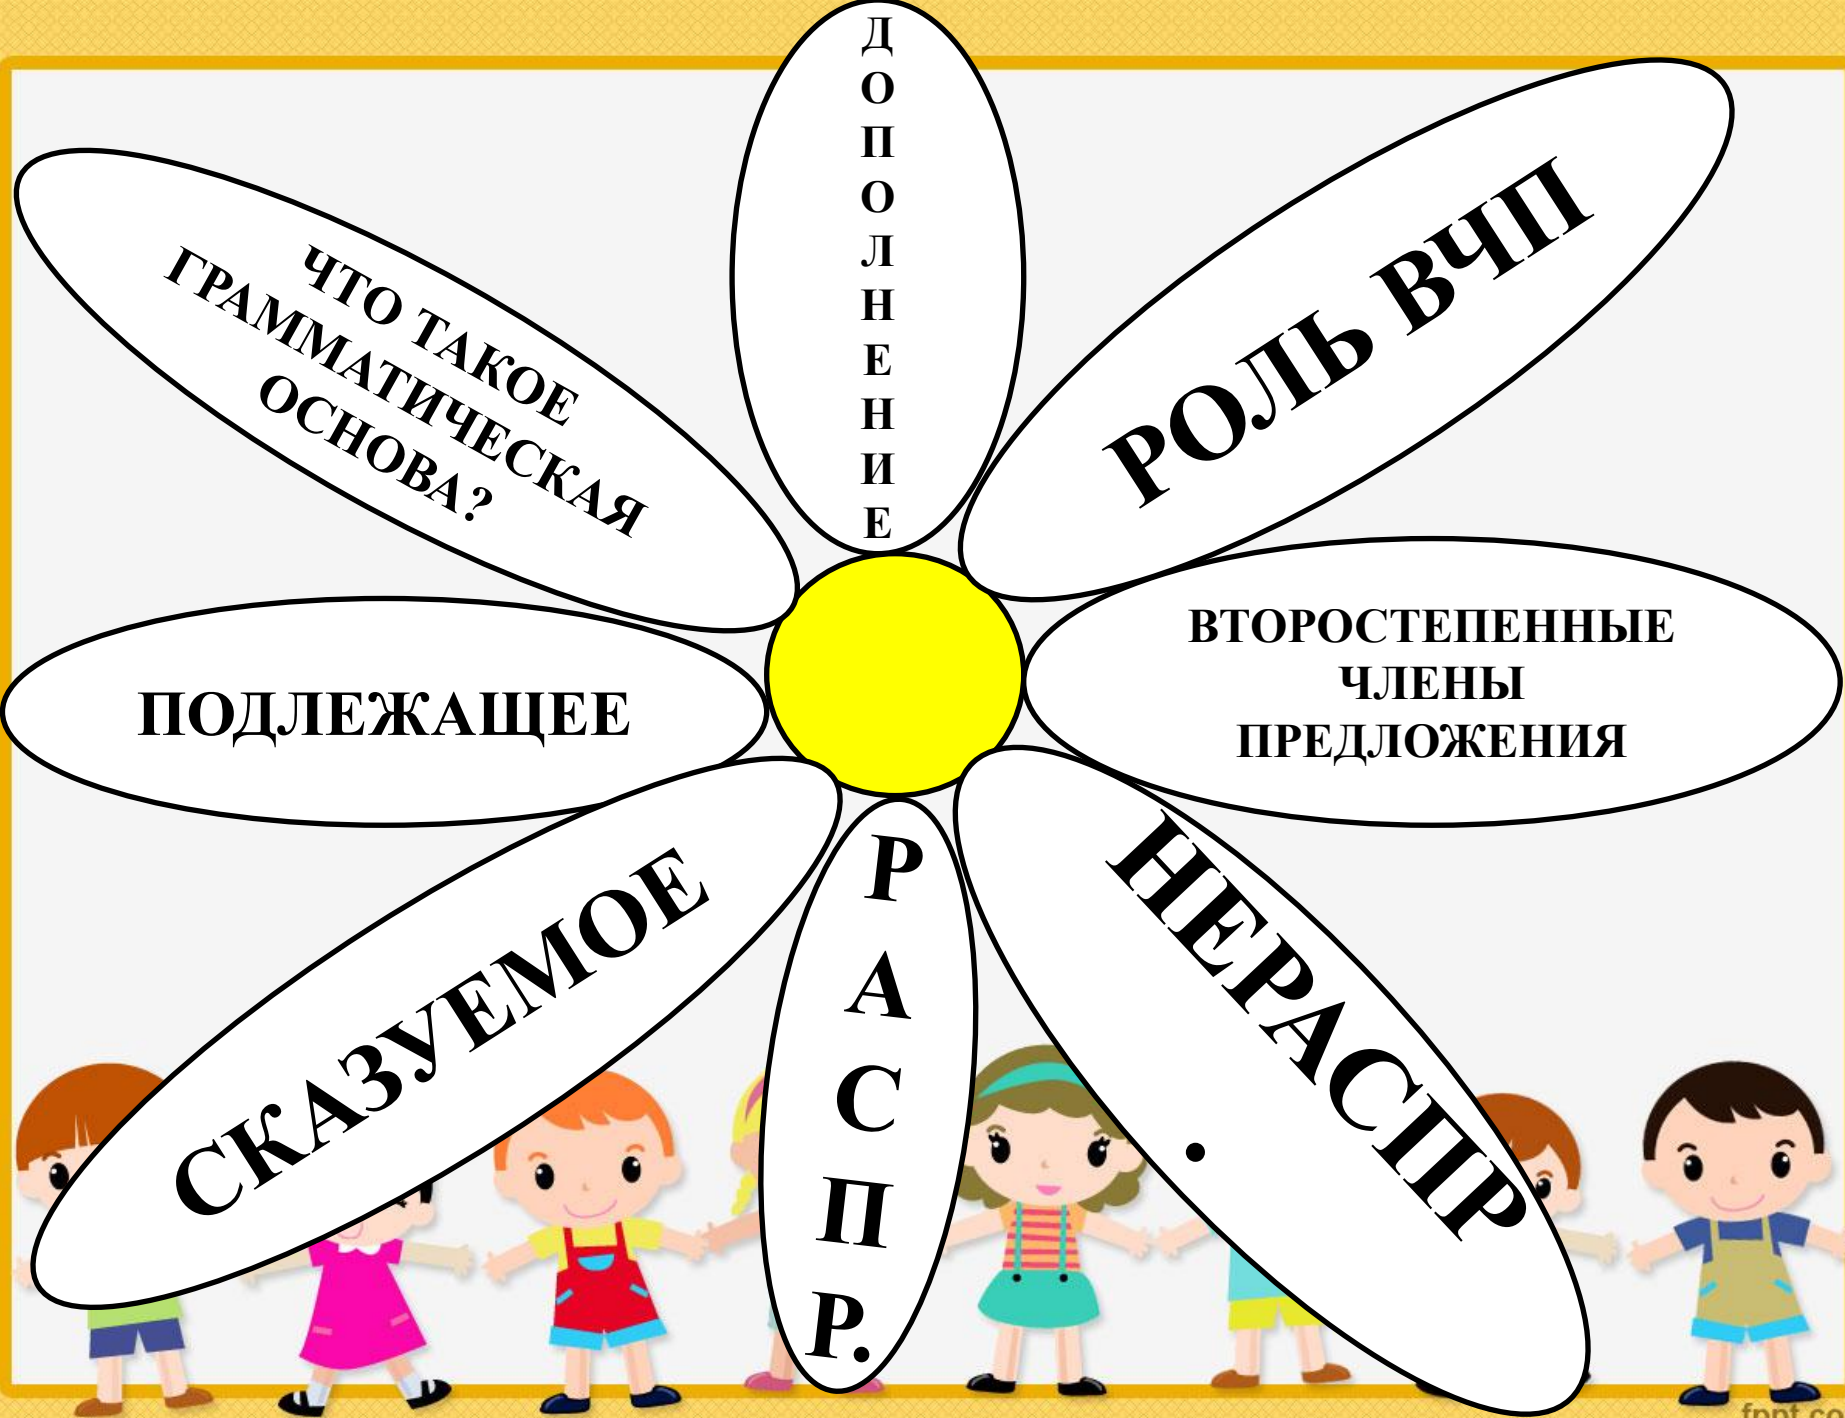 ДОПОЛНЕНИЕ
РОЛЬ ВЧП
ЧТО ТАКОЕ
ГРАММАТИЧЕСКАЯ
ОСНОВА?
ВТОРОСТЕПЕННЫЕ
ЧЛЕНЫ
ПРЕДЛОЖЕНИЯ
ПОДЛЕЖАЩЕЕ
СКАЗУЕМОЕ
РАСПР.
НЕРАСПР
.